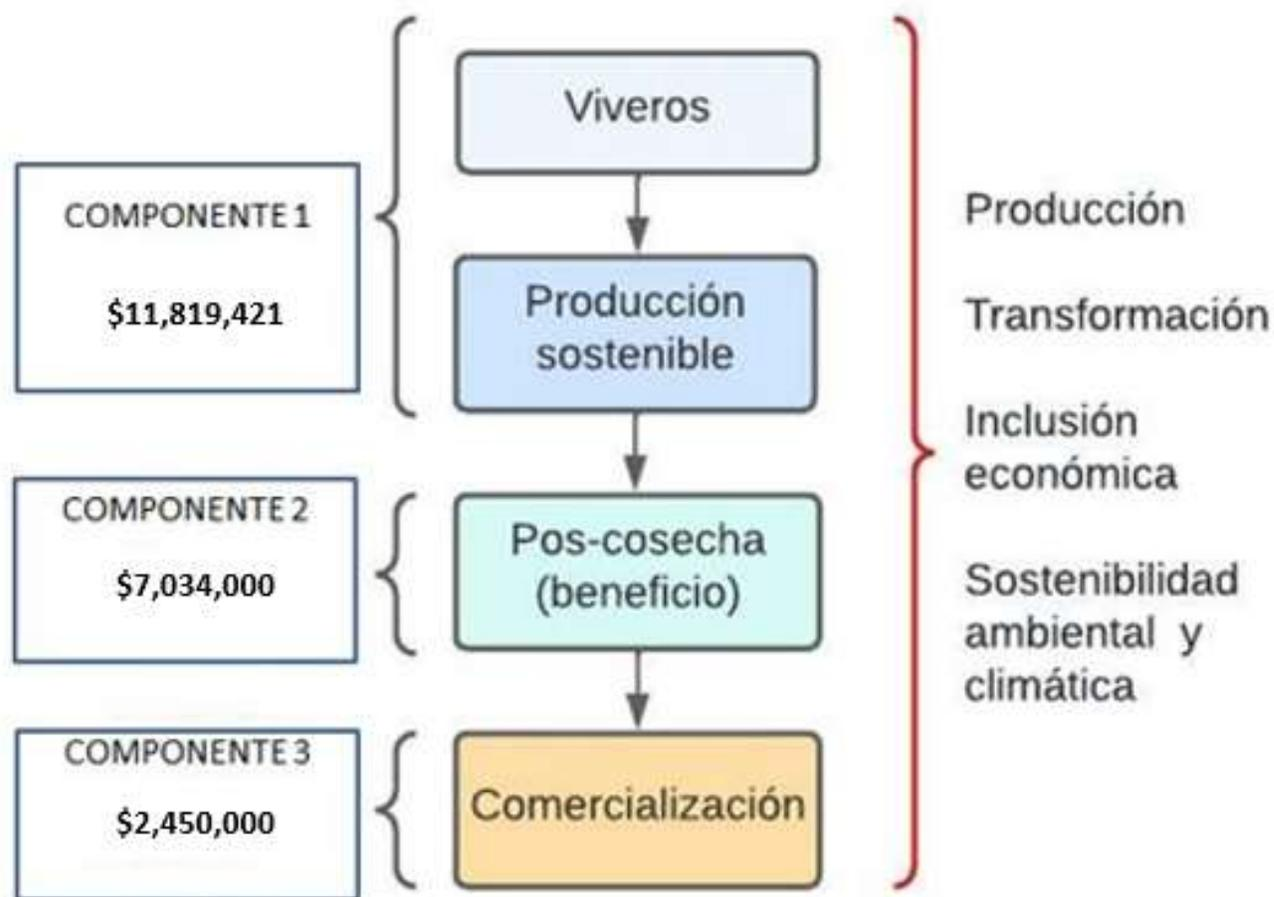 COMPONENTE 1
$11,819,421
COMPONENTE 2
$7,034,000
COMPONENTE 3
$2,450,000
Viveros
Producción
sostenible
Pos-cosecha
(beneficio)
Comercialización
Producción
Transformación
Inclusión
económica
Sostenibilidad
ambiental y
climática